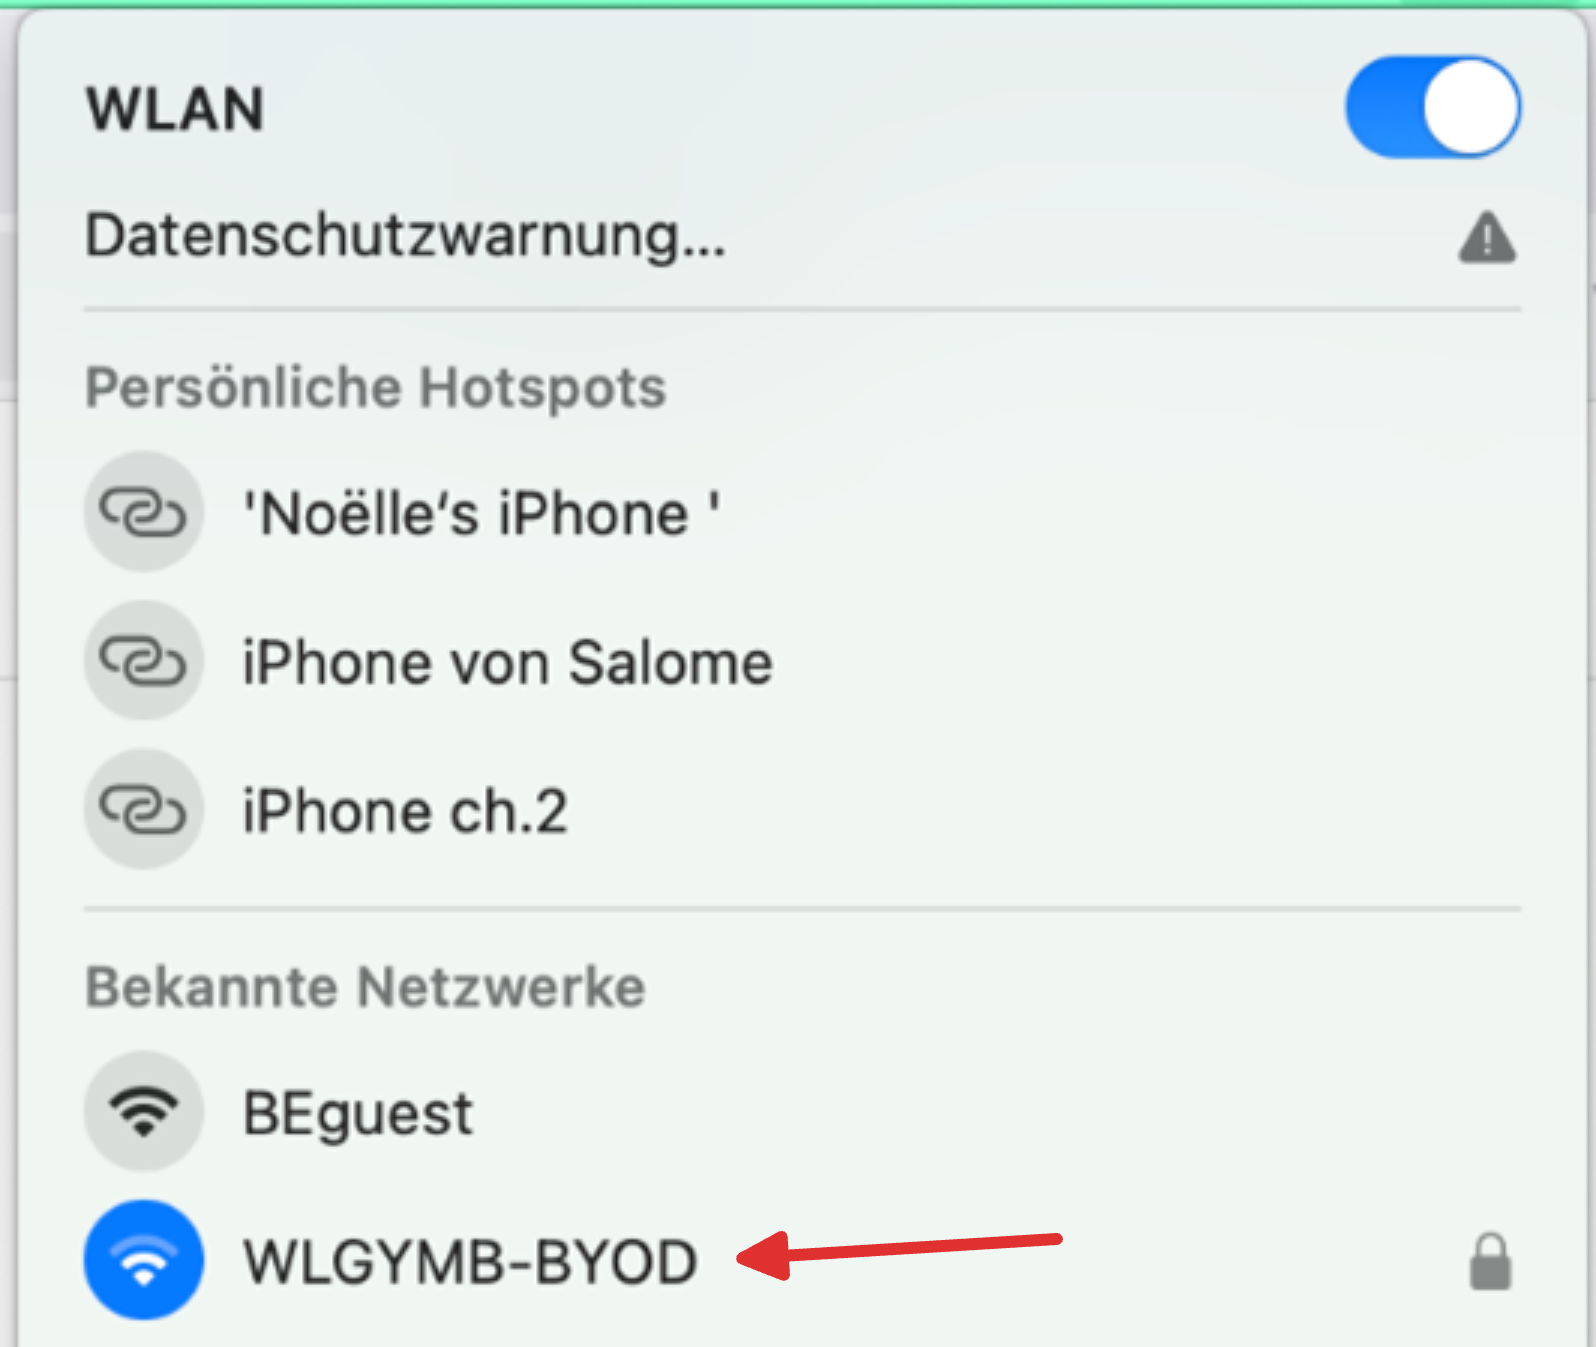 WLAN
Datenschutzwarnung...
Persönliche Hotspots
'Noëlle‘s iPhone '
iPhone von Salome
iPhone ch.2
Bekannte Netzwerke
BEguest
WLGYMB-BYOD